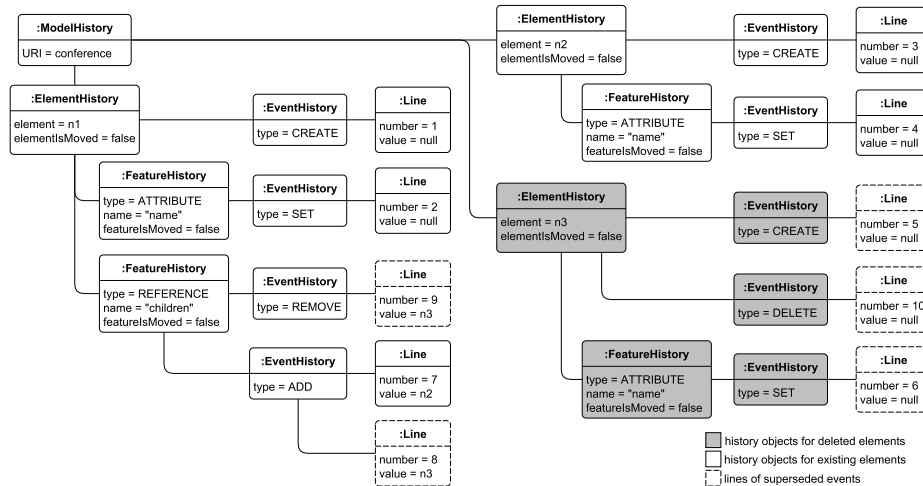 :ModelHistory
URI = conference
:ElementHistory
element = n1
elementIsMoved = false
:EventHistory
type = CREATE
:Line
number = 1
value = null
:FeatureHistory
type = ATTRIBUTE
name = "name"
featureIsMoved = false
:EventHistory
type = SET
:Line
number = 2
value = null
:FeatureHistory
type = REFERENCE
name = "children"
featureIsMoved = false
:EventHistory
type = REMOVE
:Line
number = 9
value = n3
:EventHistory
type = ADD
:Line
number = 7
value = n2
:Line
number = 8
value = n3
:ElementHistory
element = n2
elementIsMoved = false
:EventHistory
type = CREATE
:Line
number = 3
value = null
:FeatureHistory
type = ATTRIBUTE
name = "name"
featureIsMoved = false
:EventHistory
type = SET
:Line
number = 4
value = null
:ElementHistory
element = n3
elementIsMoved = false
:EventHistory
type = CREATE
:Line
number = 5
value = null
:EventHistory
type = DELETE
:Line
number = 10
value = null
:FeatureHistory
type = ATTRIBUTE
name = "name"
featureIsMoved = false
:EventHistory
type = SET
:Line
number = 6
value = null
history objects for deleted elements
history objects for existing elements
lines of superseded events